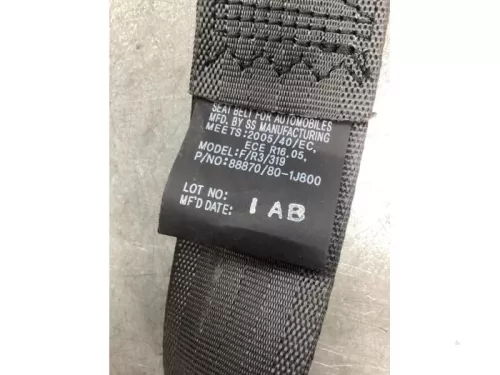 SEAT BELT FOR AUTOMOBILES
MFD. BY SS MANUFACTURING
MEETS:2005/40/EC,
ECE R16.05,
MODEL:F/R3/319
P/NO:88870/80-1J800
LOT NO:
MF'D DATE: I AB